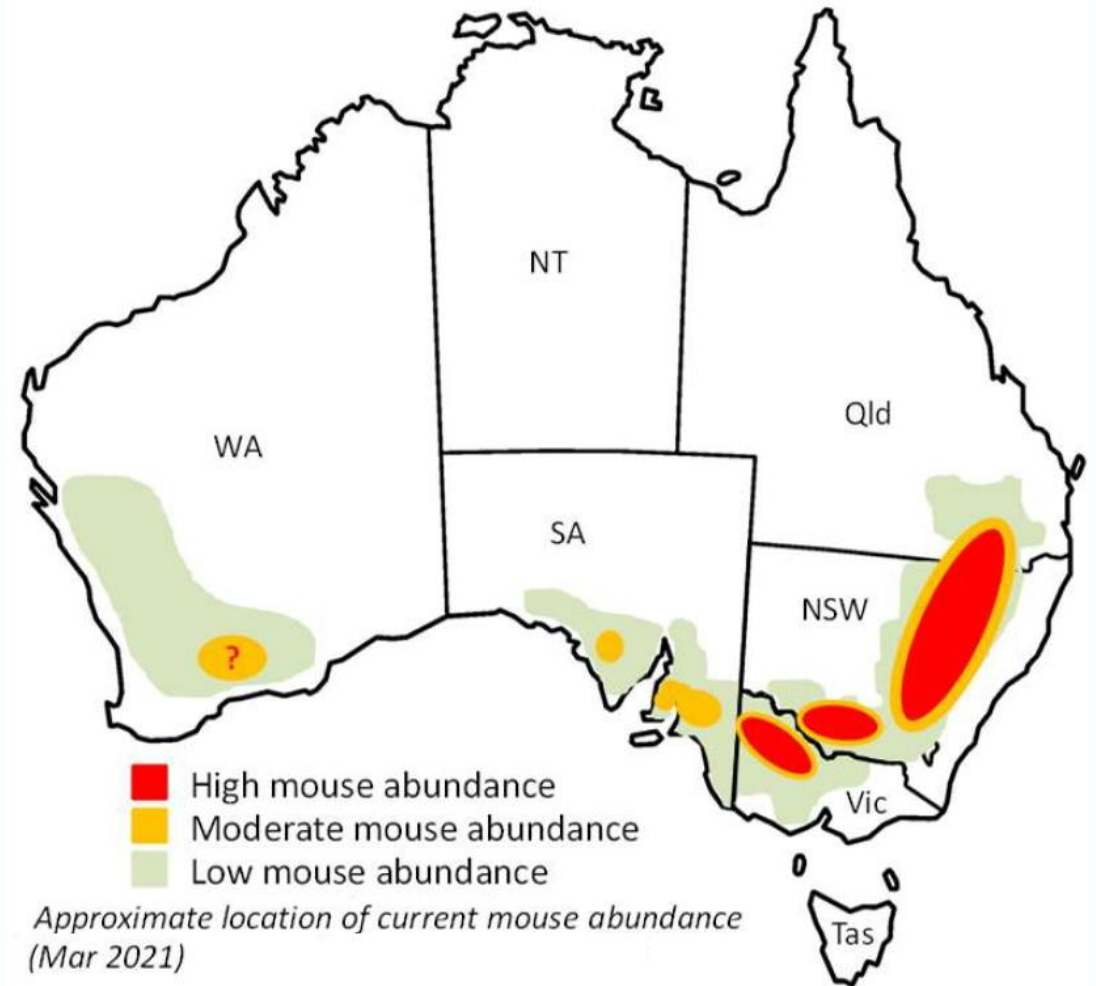 NT
Qld
WA
SA
NSW
?
High mouse abundance
Moderate mouse abundance
Vic
Low mouse abundance
Approximate location of current mouse abundance
(Mar 2021)
Tas